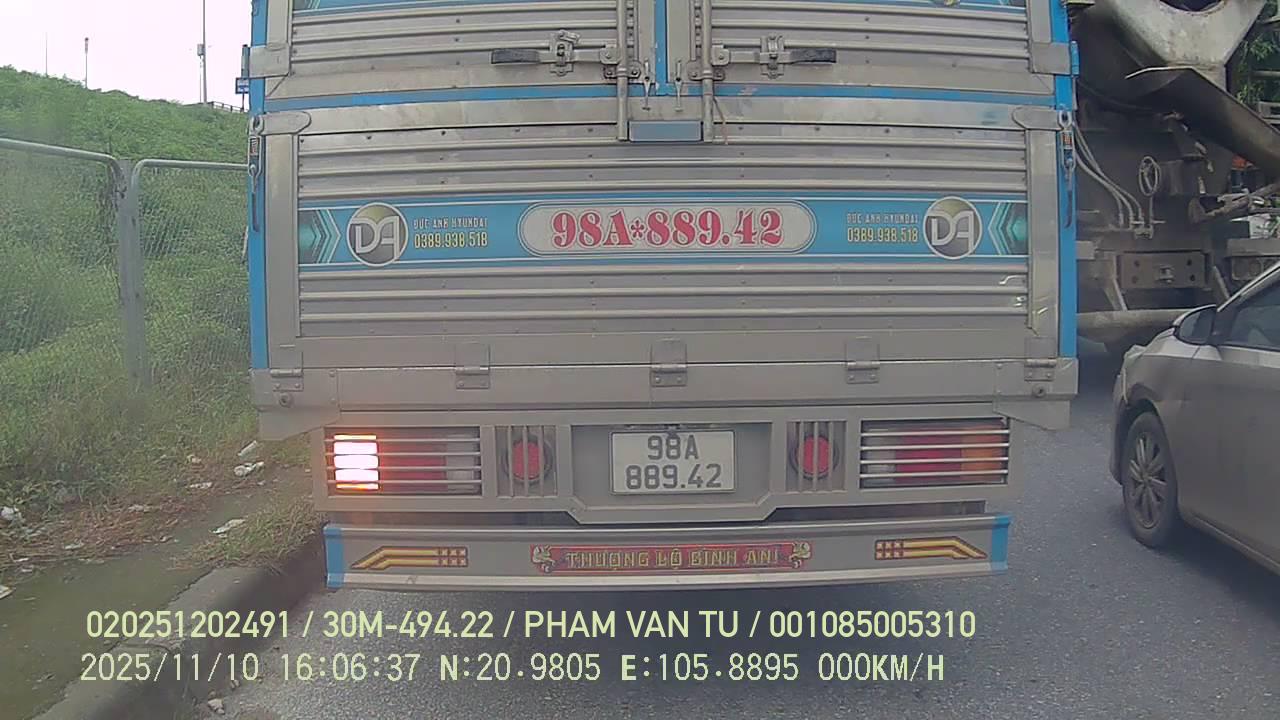 98A*889.42
DA
ĐỨC ANH HYUNDAI
0389.938.518
ĐỨC ANH HYUNDAI
0389.938.518
DA
98A
889.42
THƯỢNG LỘ BÌNH AN!
020251202491 / 30M-494.22 / PHAM VAN TU / 001085005310
2025/11/10 16:06:37 N:20.9805 E:105.8895 000KM/H